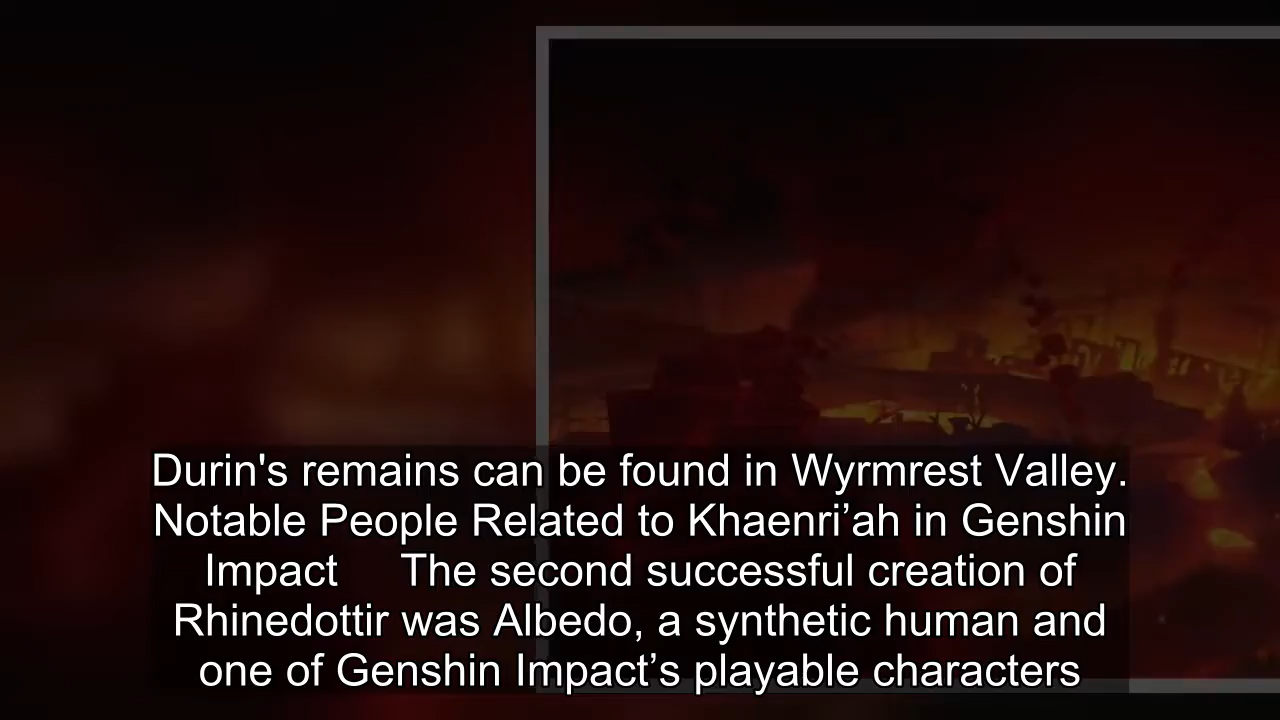 Durin's remains can be found in Wyrmrest Valley.
Notable People Related to Khaenri’ah in Genshin
Impact The second successful creation of
Rhinedottir was Albedo, a synthetic human and
one of Genshin Impact’s playable characters